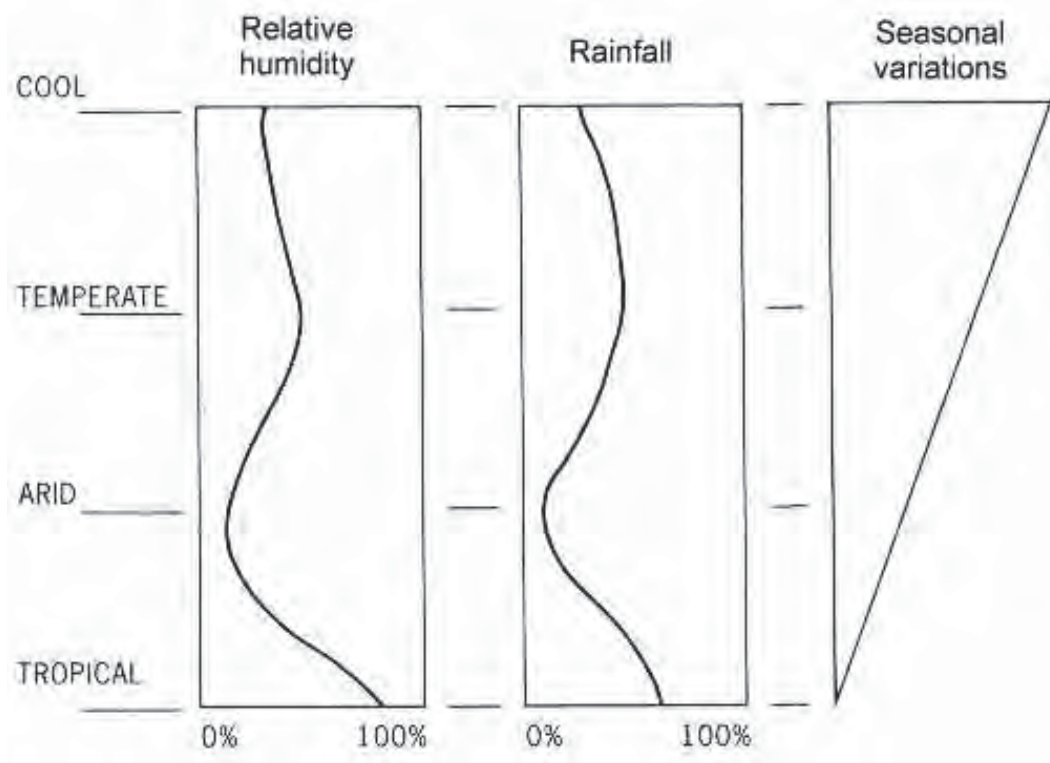 Relative
humidity
Rainfall
Seasonal
variations
COOL
TEMPERATE
ARID
TROPICAL
0% 100% 0% 100%